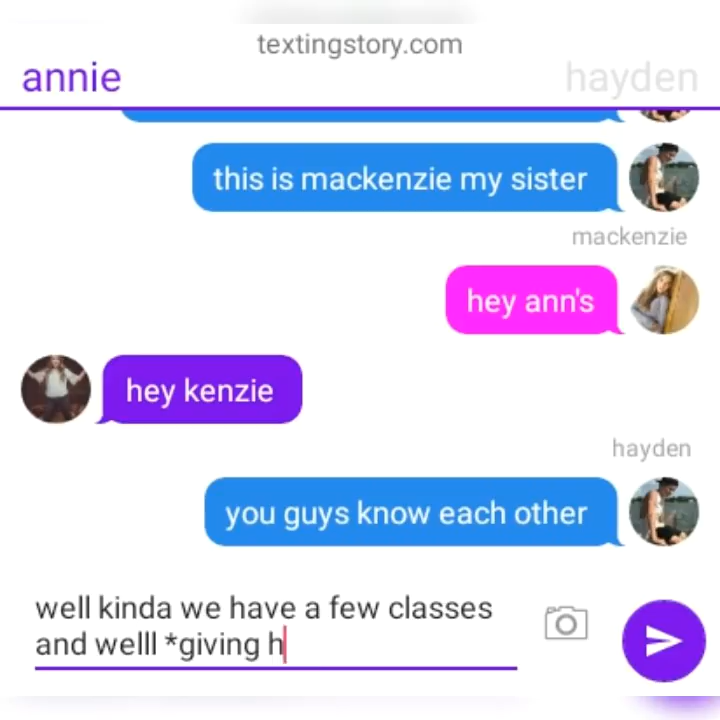 textingstory.com
annie
hayden
this is mackenzie my sister
mackenzie
hey ann's
hey kenzie
hayden
you guys know each other
well kinda we have a few classes
and welll *giving h